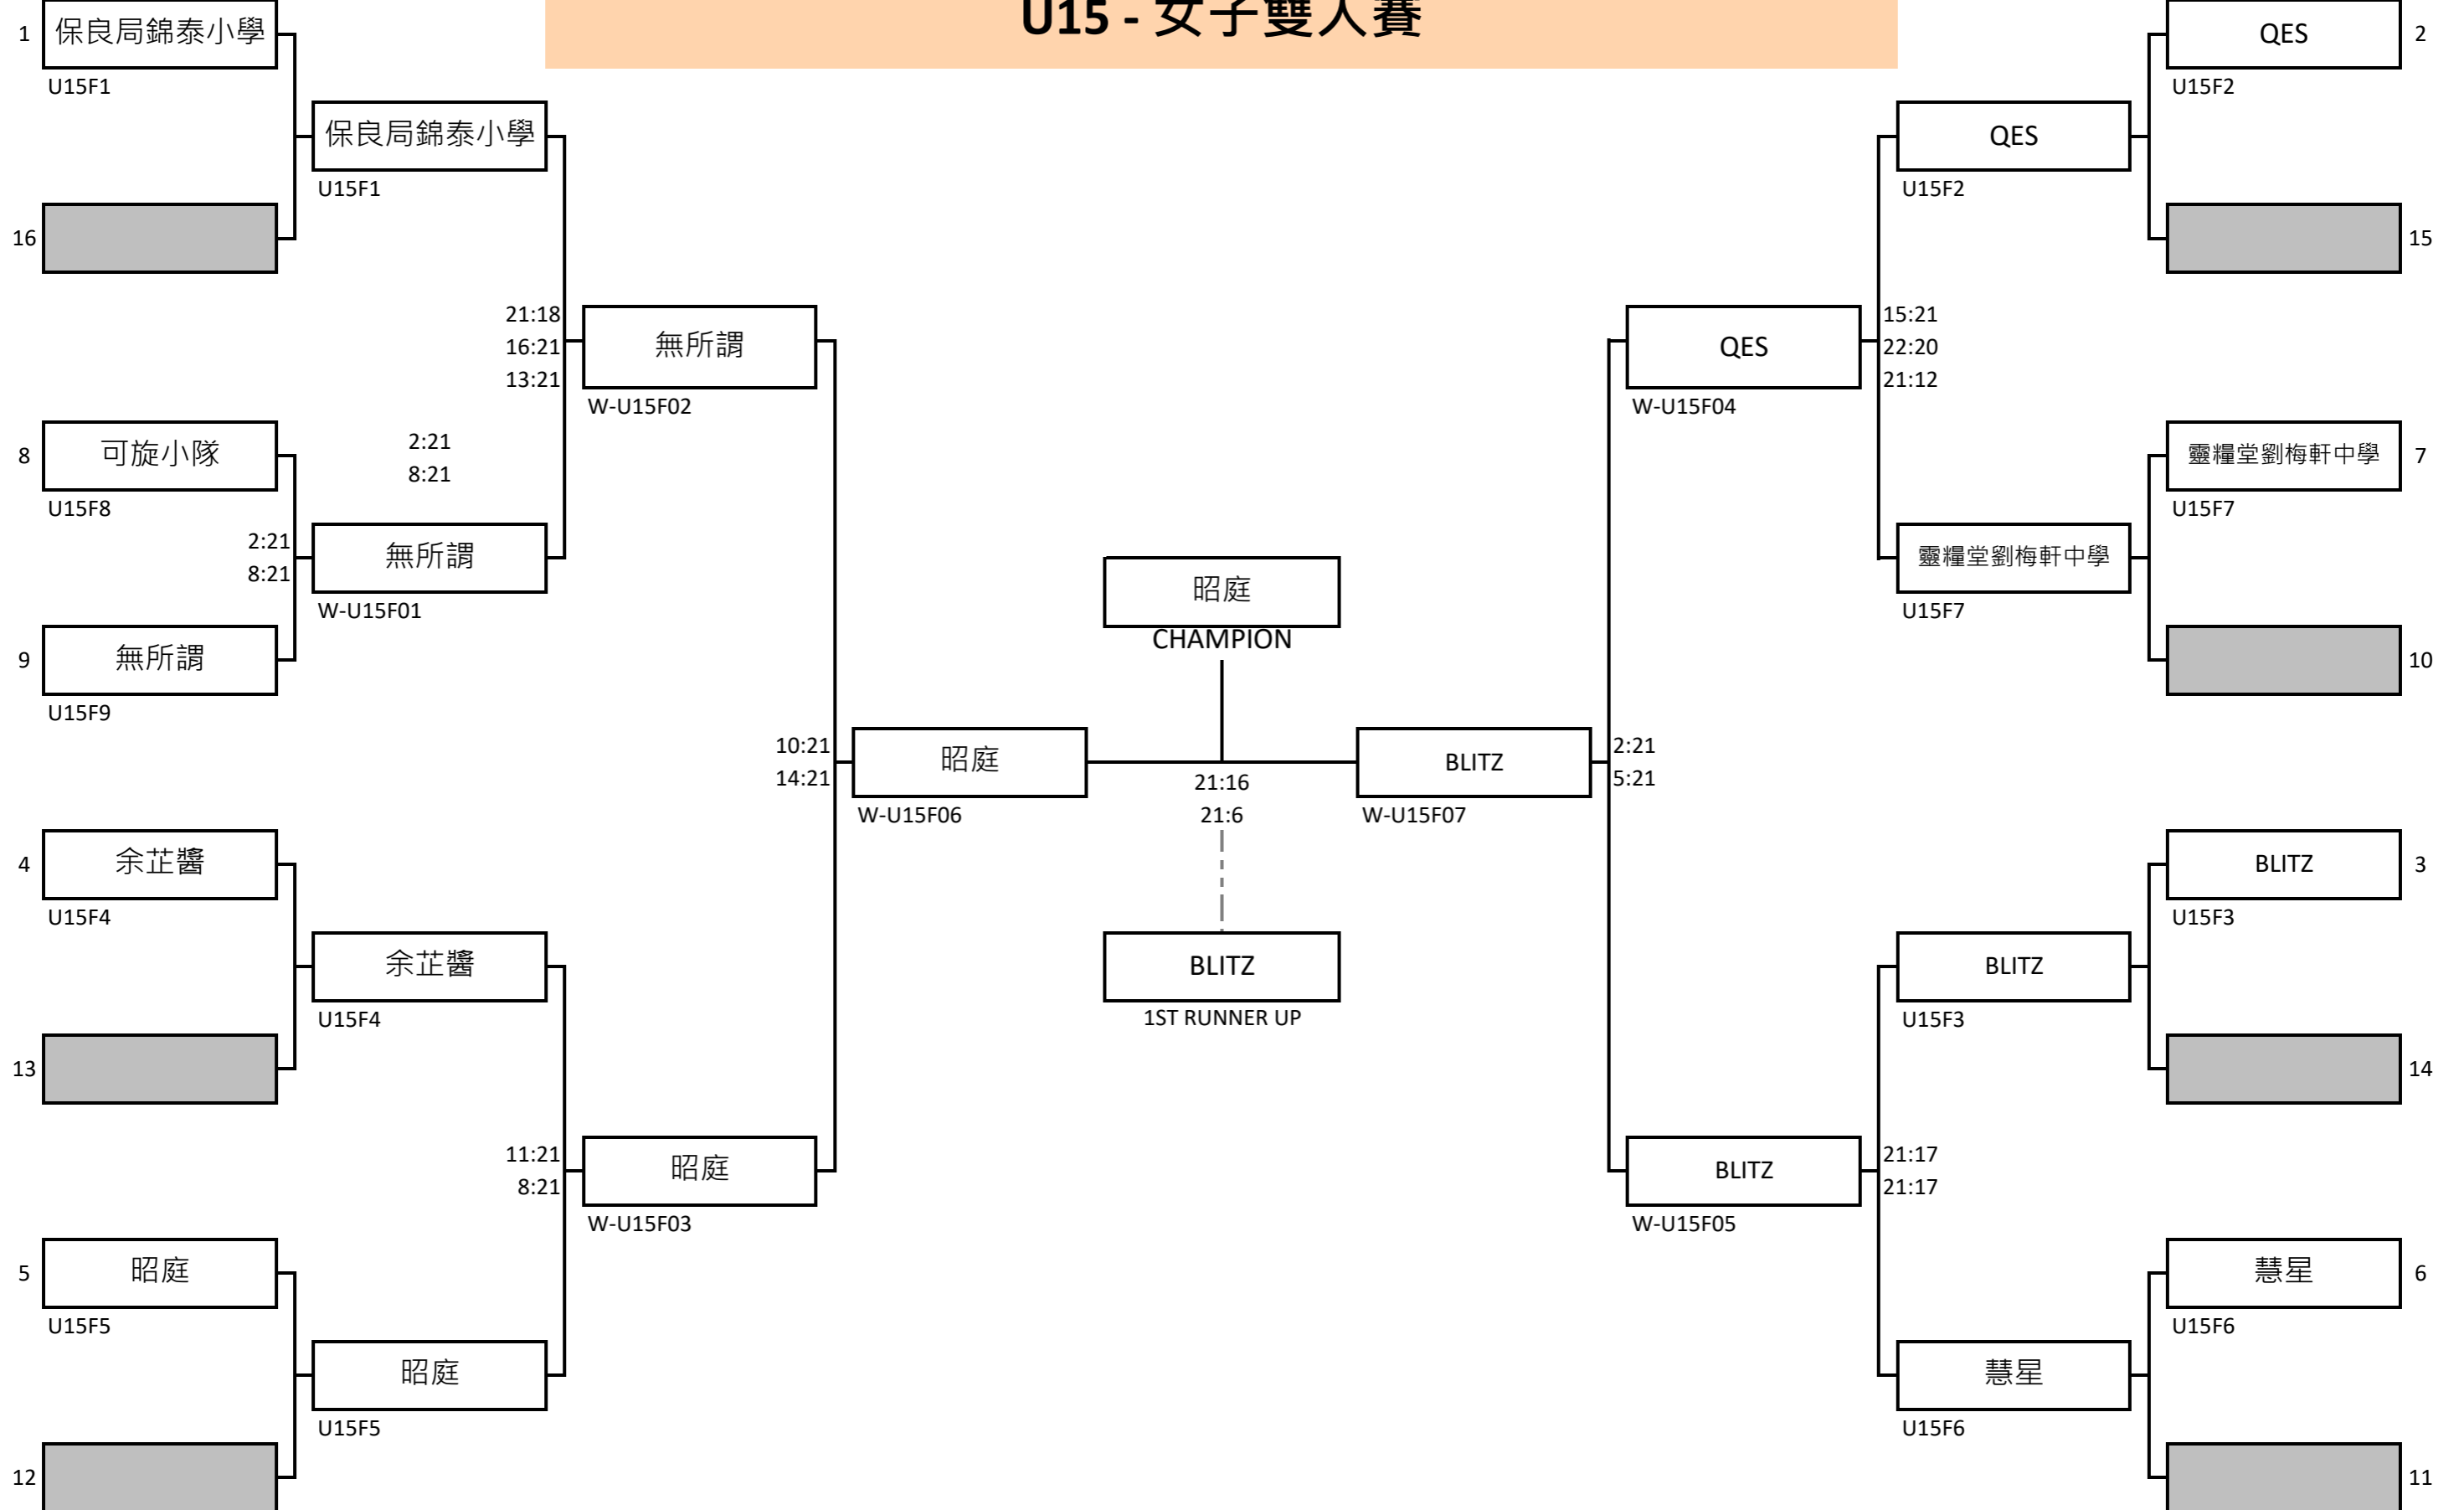 U15 - 女子雙人賽
1
保良局錦泰小學
U15F1
保良局錦泰小學
U15F1
16
21:18
16:21
13:21
無所謂
W-U15F02
8
可旋小隊
U15F8
2:21
8:21
2:21
8:21
無所謂
W-U15F01
9
無所謂
U15F9
10:21
14:21
昭庭
W-U15F06
4
余芷醬
U15F4
余芷醬
U15F4
13
11:21
8:21
昭庭
W-U15F03
5
昭庭
U15F5
昭庭
U15F5
12
昭庭
CHAMPION
21:16
21:6
BLITZ
1ST RUNNER UP
QES
2
U15F2
QES
U15F2
15
QES
W-U15F04
15:21
22:20
21:12
靈糧堂劉梅軒中學
7
U15F7
靈糧堂劉梅軒中學
U15F7
10
BLITZ
W-U15F07
2:21
5:21
BLITZ
3
U15F3
BLITZ
U15F3
14
BLITZ
W-U15F05
21:17
21:17
慧星
6
U15F6
慧星
U15F6
11